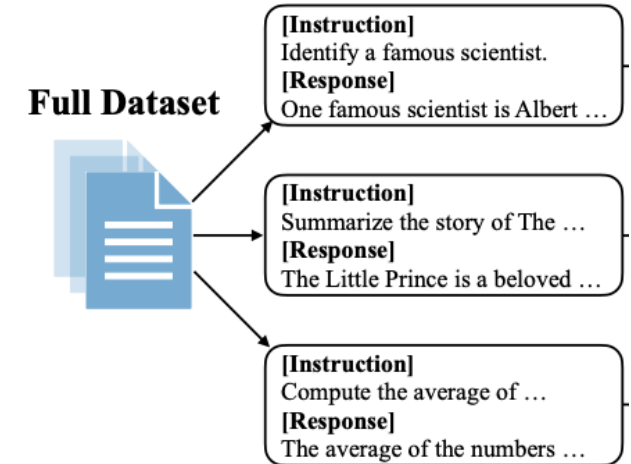 Full Dataset
[Instruction]
Identify a famous scientist.
[Response]
One famous scientist is Albert …
[Instruction]
Summarize the story of The …
[Response]
The Little Prince is a beloved …
[Instruction]
Compute the average of …
[Response]
The average of the numbers …